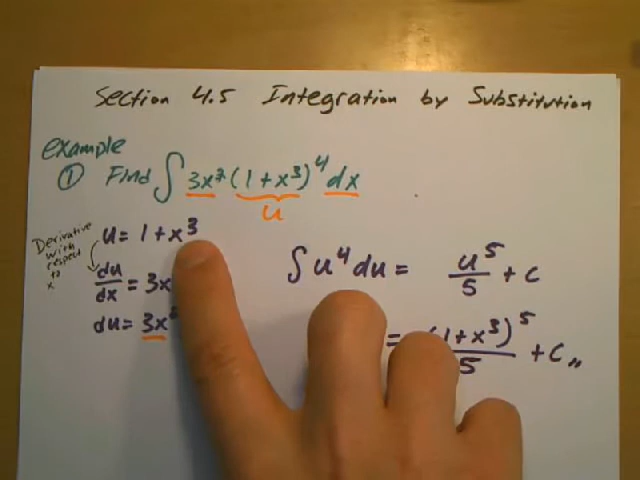 Section 4.5 Integration by Substitution
example
① Find ∫ 3x² (1+x³)⁴ dx
u
u = 1 + x³
Derivative with respect to x
du/dx = 3x
du = 3x²
∫ u⁴ du = u⁵/5 + c
= (1+x³)⁵/5 + C,,